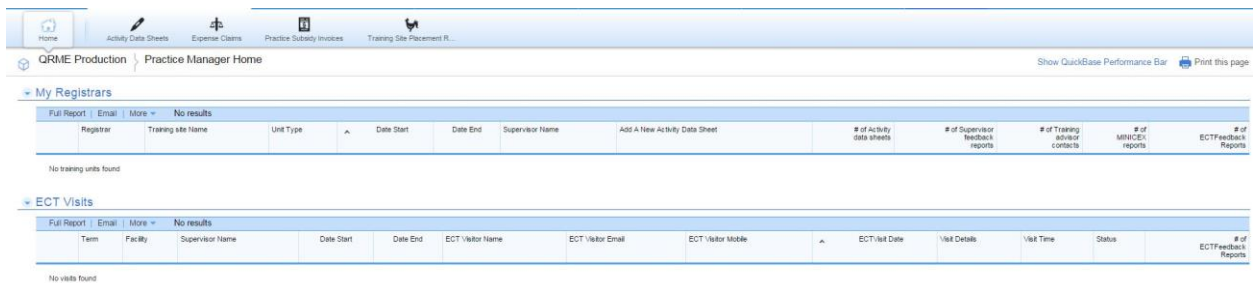 Home Activity Data Sheets Expense Claims Practice Subsidy Invoices Training Site Placement R...
QRME Production Practice Manager Home Show QuickBase Performance Bar Print this page
My Registrars
Full Report | Email | More No results
Registrar Training site Name Unit Type Date Start Date End Supervisor Name Add A New Activity Data Sheet # of Activity data sheets # of Supervisor feedback reports # of Training advisor contacts # of MINICEX reports # of ECTFeedback Reports
No training units found
ECT Visits
Full Report | Email | More No results
Term Facility Supervisor Name Date Start Date End ECT Visitor Name ECT Visitor Email ECT Visitor Mobile ECTVisit Date Visit Details Visit Time Status # of ECTFeedback Reports
No visits found